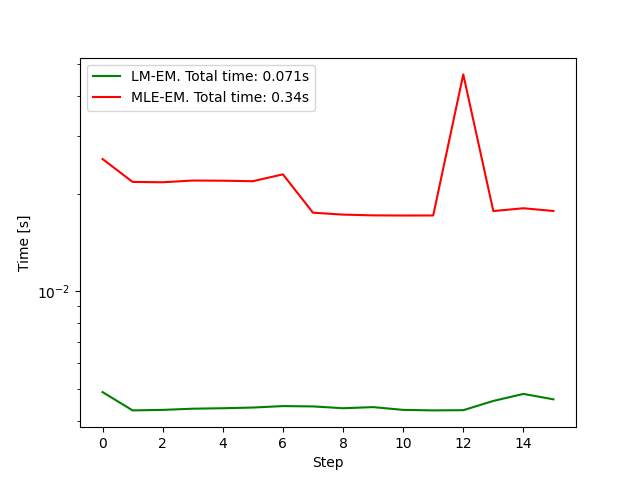 LM-EM. Total time: 0.071s
MLE-EM. Total time: 0.34s
Time [s]
10⁻²
0 2 4 6 8 10 12 14
Step